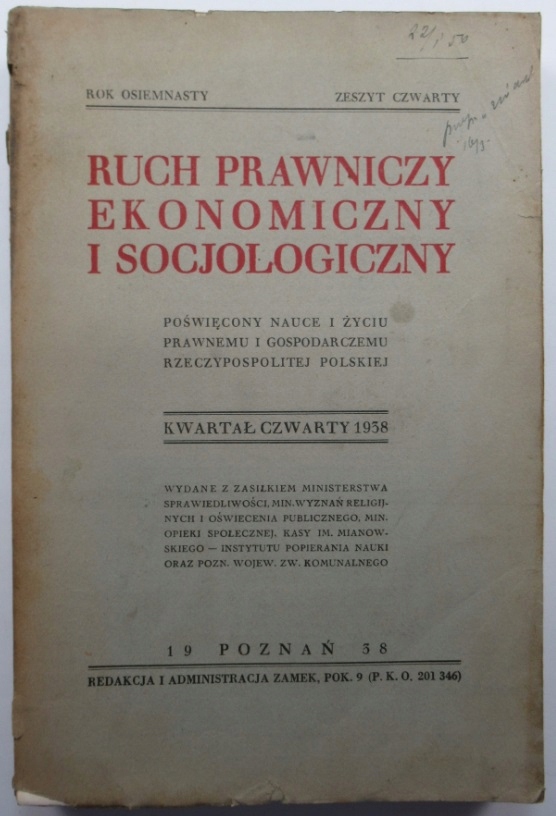 22/I 50
ROK OSIEMNASTY ZESZYT CZWARTY
RUCH PRAWNICZY
EKONOMICZNY
I SOCJOLOGICZNY
POŚWIĘCONY NAUCE I ŻYCIU
PRAWNEMU I GOSPODARCZEMU
RZECZYPOSPOLITEJ POLSKIEJ
KWARTAŁ CZWARTY 1938
WYDANE Z ZASIŁKIEM MINISTERSTWA
SPRAWIEDLIWOŚCI, MIN. WYZNAŃ RELIGIJ-
NYCH I OŚWIECENIA PUBLICZNEGO, MIN.
OPIEKI SPOŁECZNEJ, KASY IM. MIANOW-
SKIEGO — INSTYTUTU POPIERANIA NAUKI
ORAZ POZN. WOJEW. ZW. KOMUNALNEGO
19 POZNAŃ 38
REDAKCJA I ADMINISTRACJA ZAMEK, POK. 9 (P. K. O. 201 346)